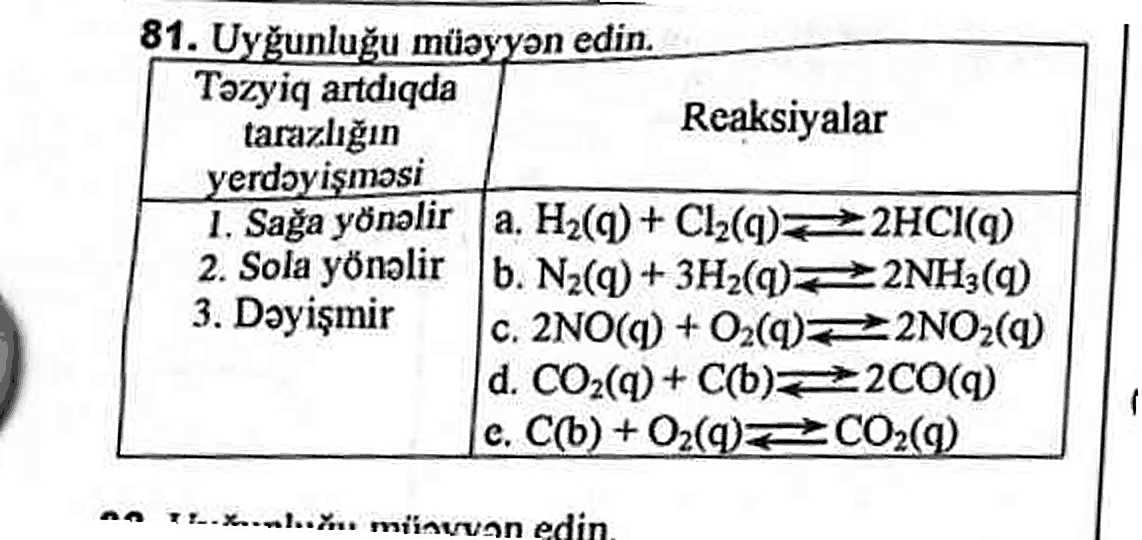 81. Uyğunluğu müəyyən edin.
Təzyiq artdıqda
tarazlığın
yerdəyişməsi
Reaksiyalar
1. Sağa yönəlir
2. Sola yönəlir
3. Dəyişmir
a. H₂(q) + Cl₂(q)⇄2HCl(q)
b. N₂(q) + 3H₂(q)⇄2NH₃(q)
c. 2NO(q) + O₂(q)⇄2NO₂(q)
d. CO₂(q) + C(b)⇄2CO(q)
e. C(b) + O₂(q)⇄CO₂(q)
müəyyən edin.